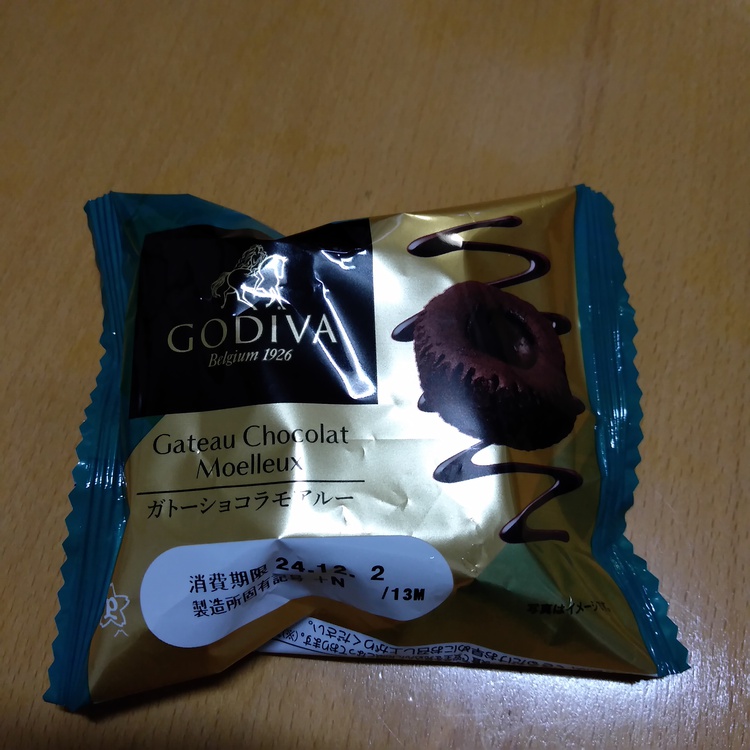 GODIVA
Belgium 1926
Gateau Chocolat
Moelleux
ガトーショコラモアルー
消費期限 24.12. 2
製造所固有記号 +N /13M
写真はイメージです